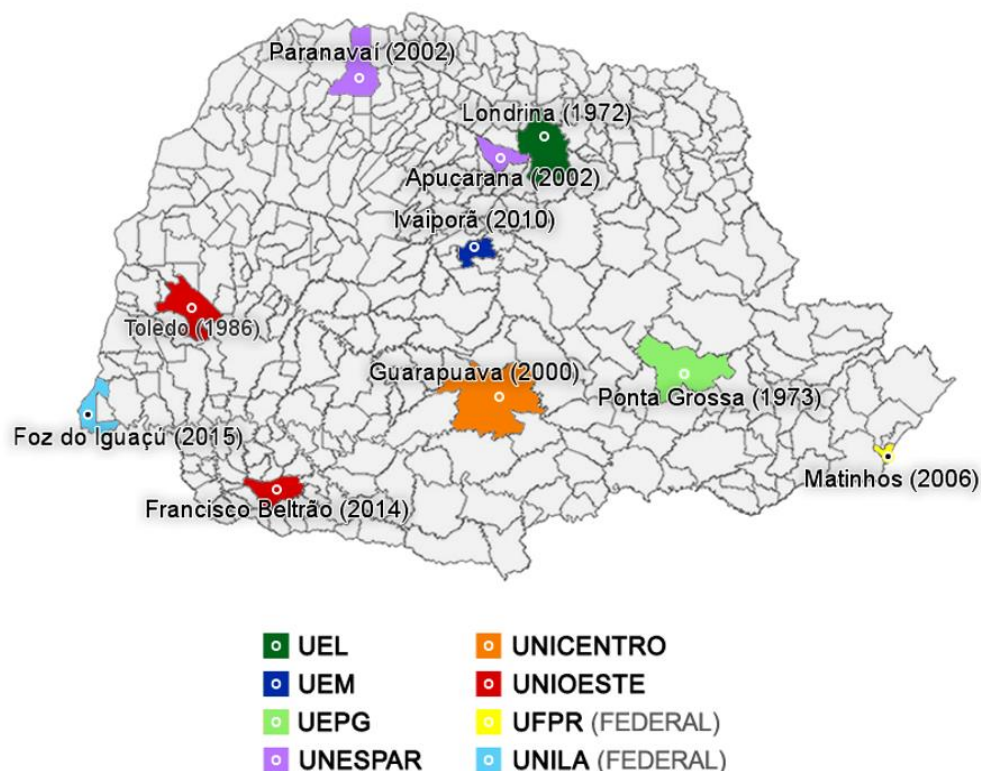 Paranavaí (2002)
Londrina (1972)
Apucarana (2002)
Ivaiporã (2010)
Toledo (1986)
Guarapuava (2000)
Ponta Grossa (1973)
Foz do Iguaçú (2015)
Matinhos (2006)
Francisco Beltrão (2014)
UEL
UEM
UEPG
UNESPAR
UNICENTRO
UNIOESTE
UFPR (FEDERAL)
UNILA (FEDERAL)